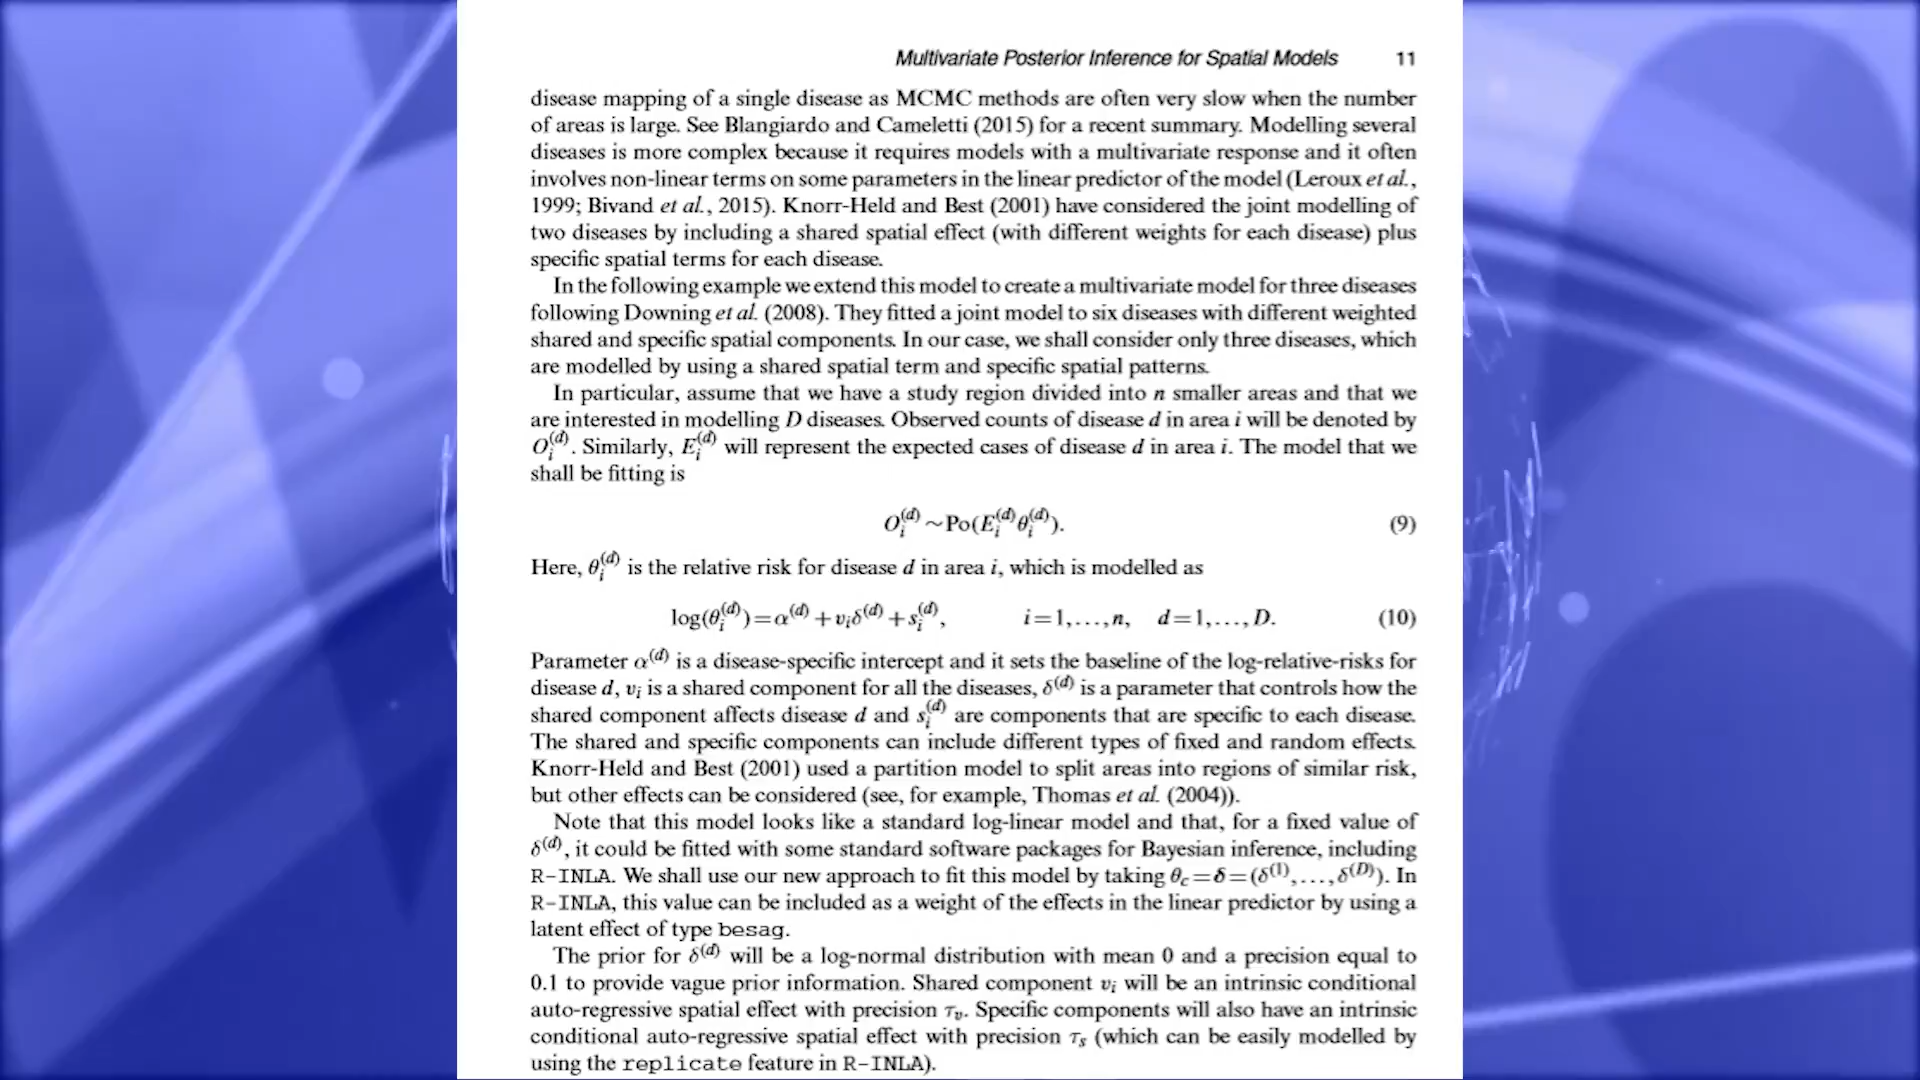 Multivariate Posterior Inference for Spatial Models 11
disease mapping of a single disease as MCMC methods are often very slow when the number
of areas is large. See Blangiardo and Cameletti (2015) for a recent summary. Modelling several
diseases is more complex because it requires models with a multivariate response and it often
involves non-linear terms on some parameters in the linear predictor of the model (Leroux et al.,
1999; Bivand et al., 2015). Knorr-Held and Best (2001) have considered the joint modelling of
two diseases by including a shared spatial effect (with different weights for each disease) plus
specific spatial terms for each disease.
In the following example we extend this model to create a multivariate model for three diseases
following Downing et al. (2008). They fitted a joint model to six diseases with different weighted
shared and specific spatial components. In our case, we shall consider only three diseases, which
are modelled by using a shared spatial term and specific spatial patterns.
In particular, assume that we have a study region divided into n smaller areas and that we
are interested in modelling D diseases. Observed counts of disease d in area i will be denoted by
O_i^(d). Similarly, E_i^(d) will represent the expected cases of disease d in area i. The model that we
shall be fitting is
O_i^(d) ~ Po(E_i^(d) θ_i^(d)). (9)
Here, θ_i^(d) is the relative risk for disease d in area i, which is modelled as
log(θ_i^(d)) = α^(d) + v_i δ^(d) + s_i^(d), i = 1,...,n, d = 1,...,D. (10)
Parameter α^(d) is a disease-specific intercept and it sets the baseline of the log-relative-risks for
disease d, v_i is a shared component for all the diseases, δ^(d) is a parameter that controls how the
shared component affects disease d and s_i^(d) are components that are specific to each disease.
The shared and specific components can include different types of fixed and random effects.
Knorr-Held and Best (2001) used a partition model to split areas into regions of similar risk,
but other effects can be considered (see, for example, Thomas et al. (2004)).
Note that this model looks like a standard log-linear model and that, for a fixed value of
δ^(d), it could be fitted with some standard software packages for Bayesian inference, including
R-INLA. We shall use our new approach to fit this model by taking θ_c = δ = (δ^(1),...,δ^(D)). In
R-INLA, this value can be included as a weight of the effects in the linear predictor by using a
latent effect of type besag.
The prior for δ^(d) will be a log-normal distribution with mean 0 and a precision equal to
0.1 to provide vague prior information. Shared component v_i will be an intrinsic conditional
auto-regressive spatial effect with precision τ_v. Specific components will also have an intrinsic
conditional auto-regressive spatial effect with precision τ_s (which can be easily modelled by
using the replicate feature in R-INLA).